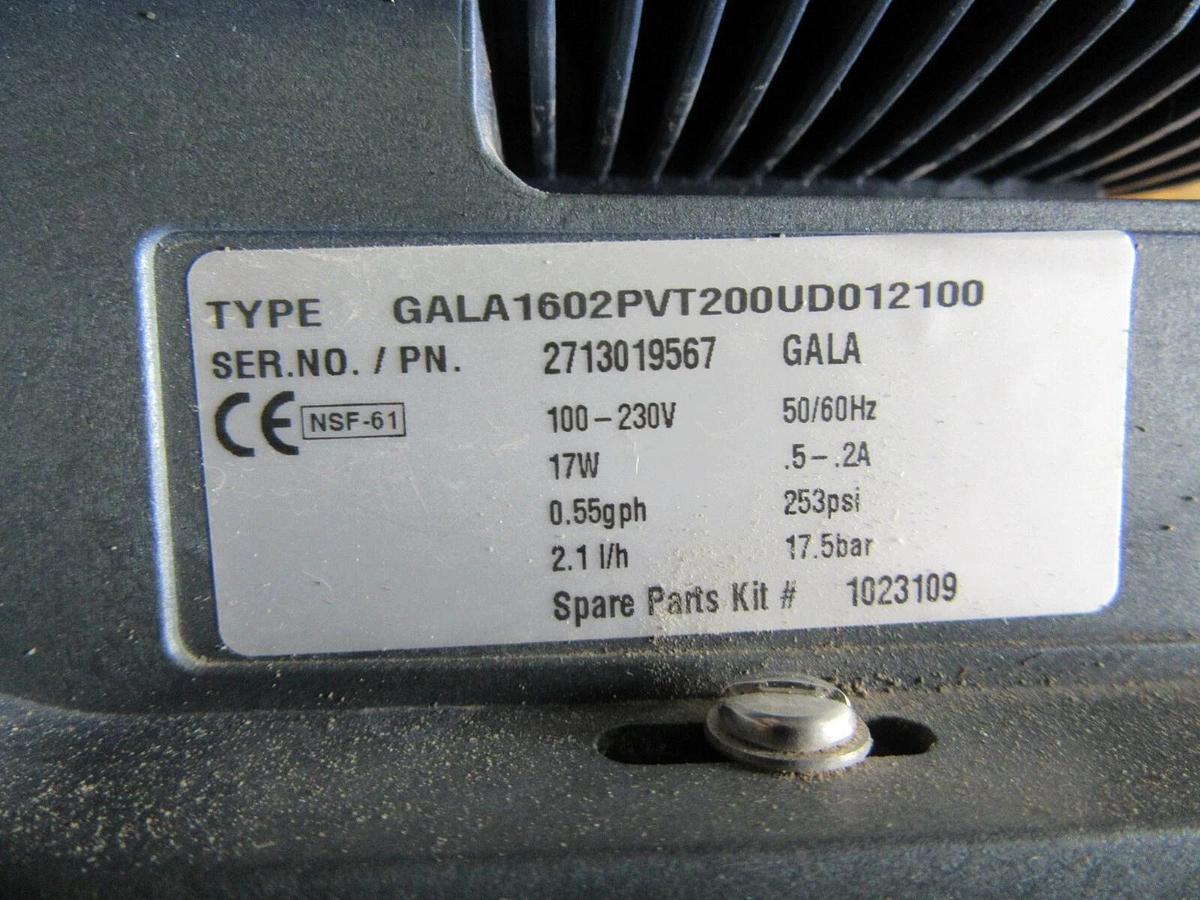 TYPE GALA1602PVT200UD012100
SER.NO. / PN. 2713019567 GALA
CE NSF-61 100-230V 50/60Hz
17W .5-.2A
0.55gph 253psi
2.1 l/h 17.5bar
Spare Parts Kit # 1023109